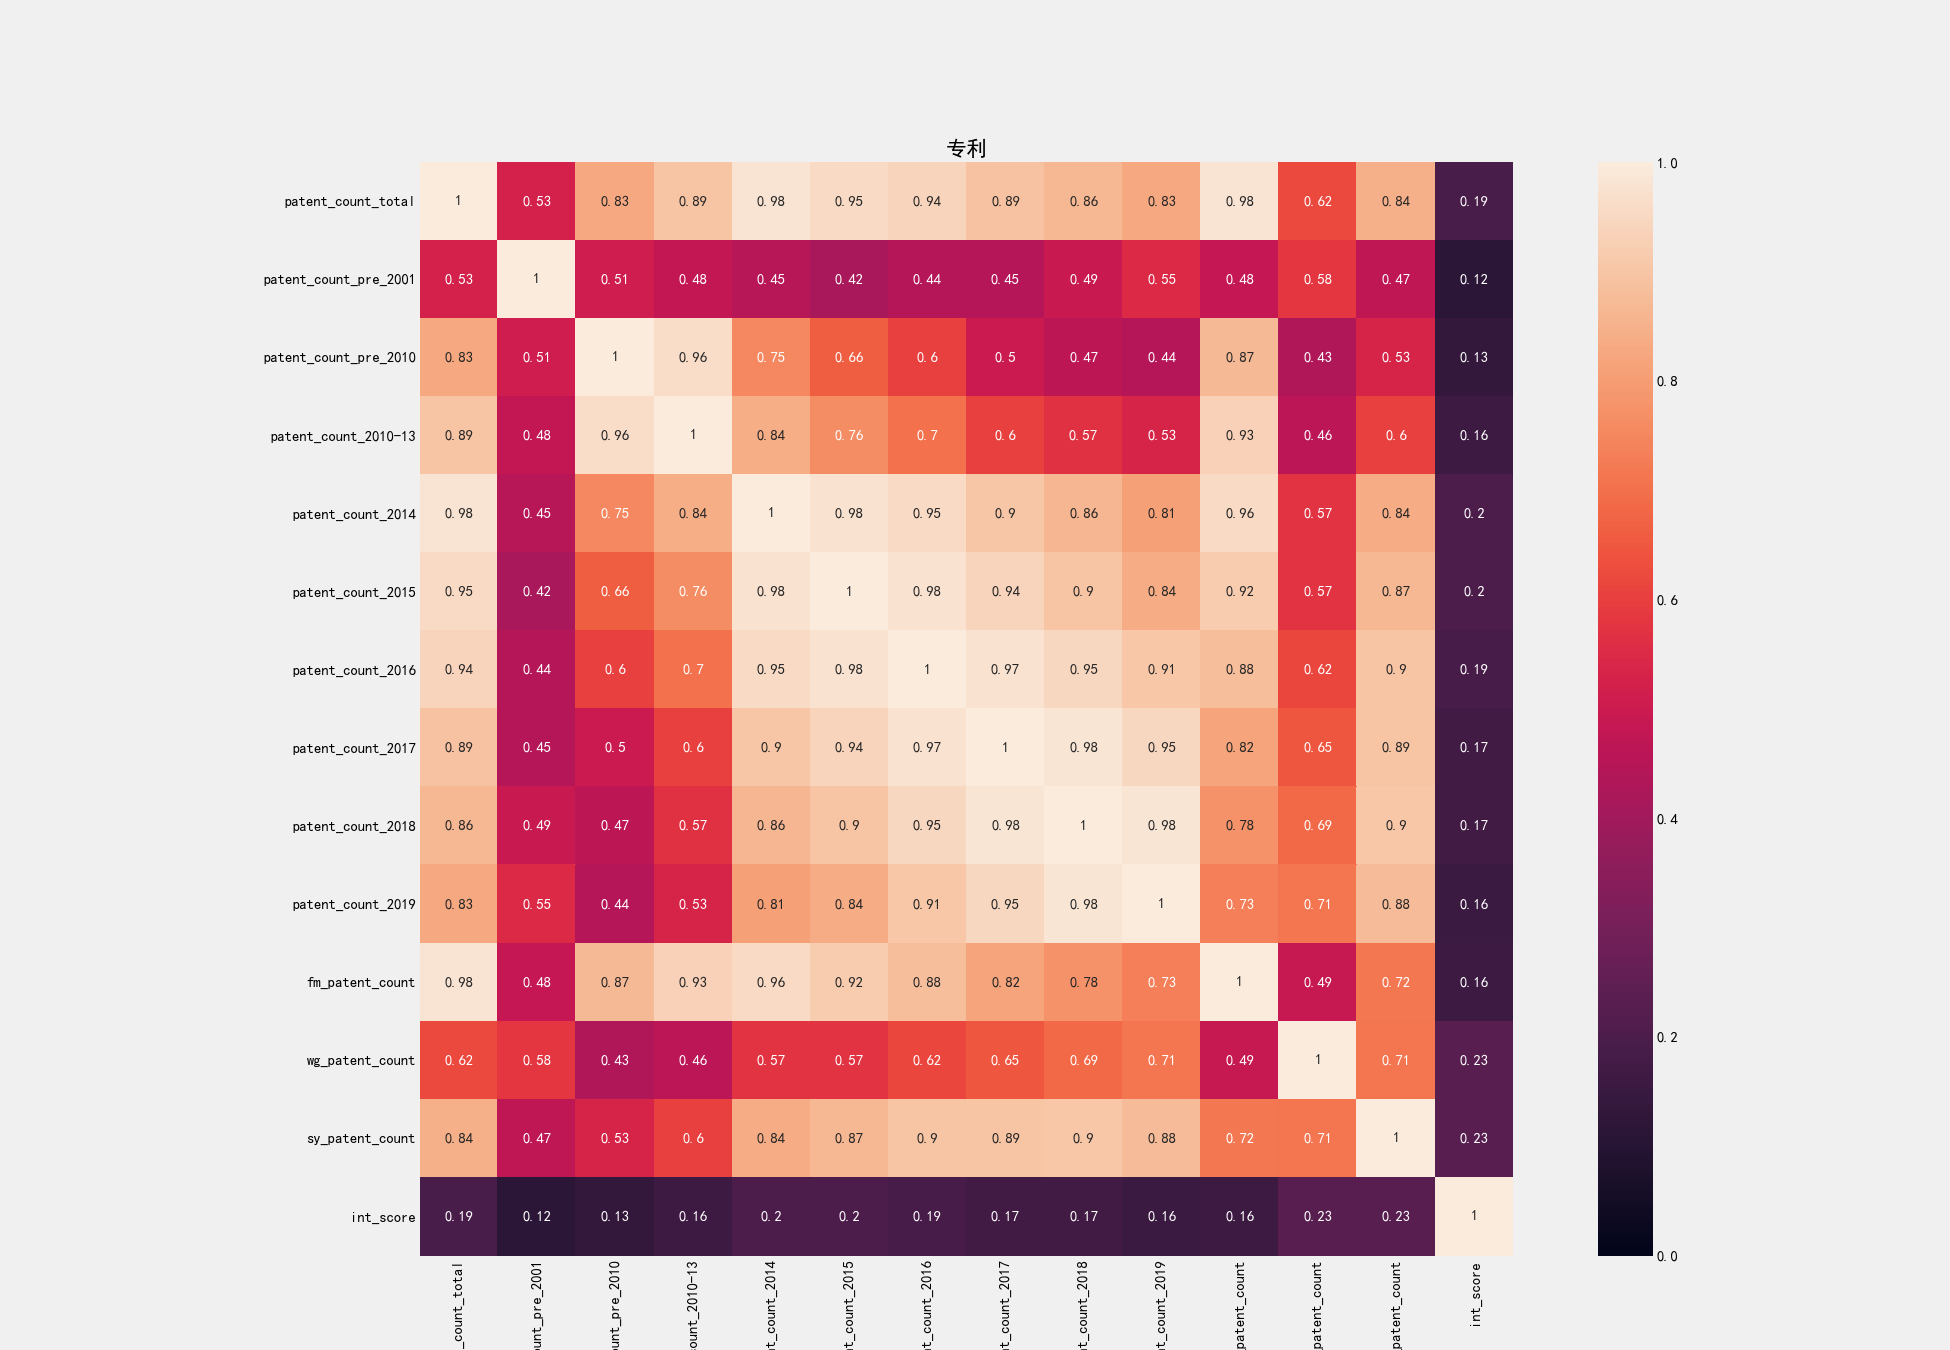 专利
patent_count_total 1 0.53 0.83 0.89 0.98 0.95 0.94 0.89 0.86 0.83 0.98 0.62 0.84 0.19
patent_count_pre_2001 0.53 1 0.51 0.48 0.45 0.42 0.44 0.45 0.49 0.55 0.48 0.58 0.47 0.12
patent_count_pre_2010 0.83 0.51 1 0.96 0.75 0.66 0.6 0.5 0.47 0.44 0.87 0.43 0.53 0.13
patent_count_2010-13 0.89 0.48 0.96 1 0.84 0.76 0.7 0.6 0.57 0.53 0.93 0.46 0.6 0.16
patent_count_2014 0.98 0.45 0.75 0.84 1 0.98 0.95 0.9 0.86 0.81 0.96 0.57 0.84 0.2
patent_count_2015 0.95 0.42 0.66 0.76 0.98 1 0.98 0.94 0.9 0.84 0.92 0.57 0.87 0.2
patent_count_2016 0.94 0.44 0.6 0.7 0.95 0.98 1 0.97 0.95 0.91 0.88 0.62 0.9 0.19
patent_count_2017 0.89 0.45 0.5 0.6 0.9 0.94 0.97 1 0.98 0.95 0.82 0.65 0.89 0.17
patent_count_2018 0.86 0.49 0.47 0.57 0.86 0.9 0.95 0.98 1 0.98 0.78 0.69 0.9 0.17
patent_count_2019 0.83 0.55 0.44 0.53 0.81 0.84 0.91 0.95 0.98 1 0.73 0.71 0.88 0.16
fm_patent_count 0.98 0.48 0.87 0.93 0.96 0.92 0.88 0.82 0.78 0.73 1 0.49 0.72 0.16
wg_patent_count 0.62 0.58 0.43 0.46 0.57 0.57 0.62 0.65 0.69 0.71 0.49 1 0.71 0.23
sy_patent_count 0.84 0.47 0.53 0.6 0.84 0.87 0.9 0.89 0.9 0.88 0.72 0.71 1 0.23
int_score 0.19 0.12 0.13 0.16 0.2 0.2 0.19 0.17 0.17 0.16 0.16 0.23 0.23 1
_count_total
ount_pre_2001
ount_pre_2010
count_2010-13
nt_count_2014
nt_count_2015
nt_count_2016
nt_count_2017
nt_count_2018
nt_count_2019
patent_count
patent_count
_patent_count
int_score
1.0
0.8
0.6
0.4
0.2
0.0